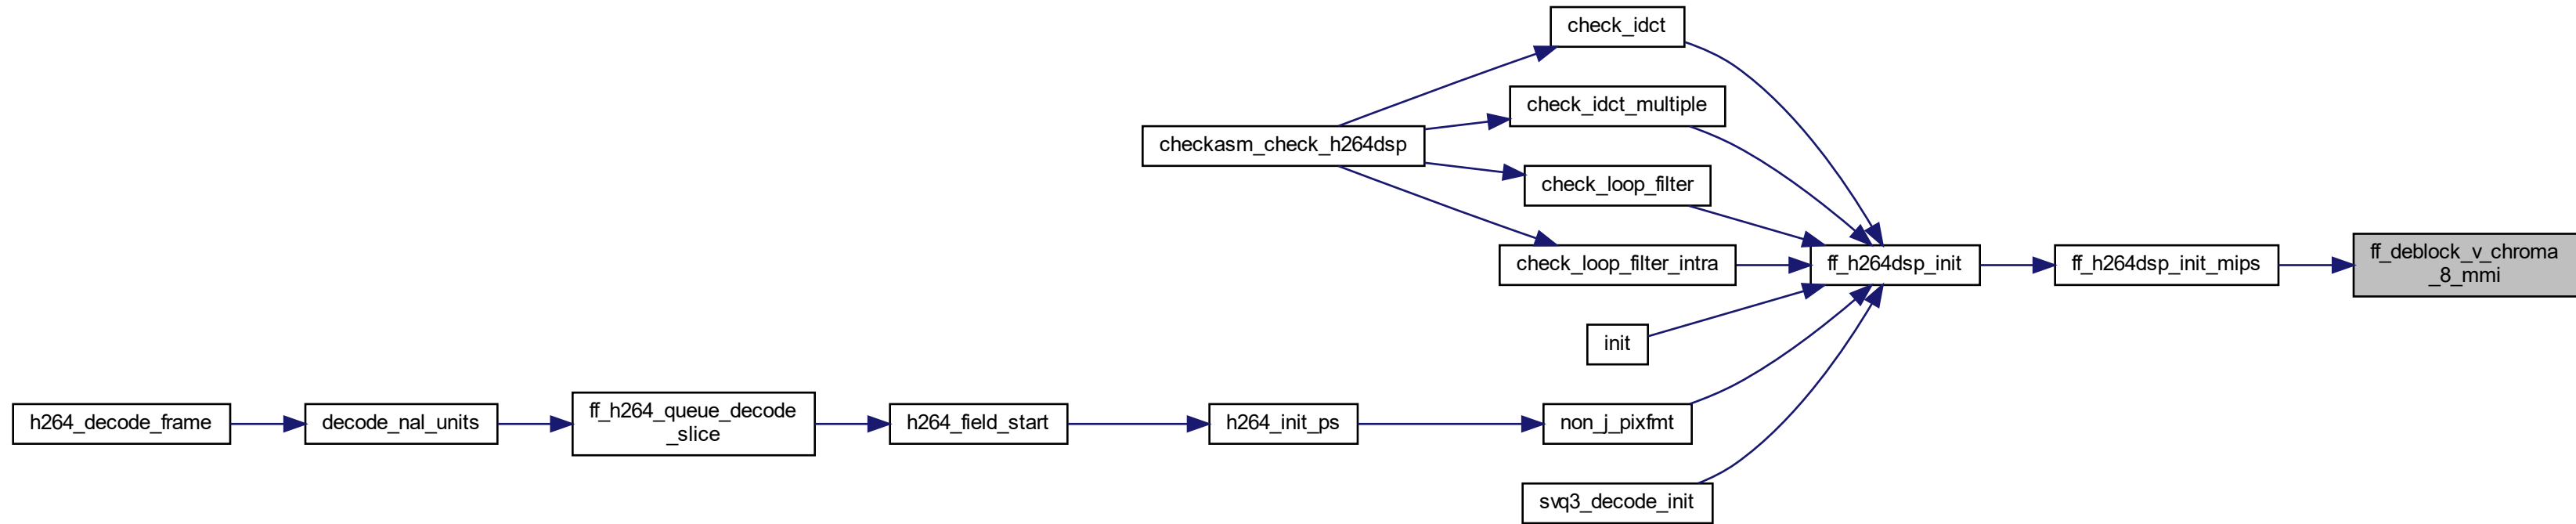 check_idct
check_idct_multiple
checkasm_check_h264dsp
check_loop_filter
check_loop_filter_intra
ff_h264dsp_init
ff_h264dsp_init_mips
ff_deblock_v_chroma
_8_mmi
init
h264_decode_frame
decode_nal_units
ff_h264_queue_decode
_slice
h264_field_start
h264_init_ps
non_j_pixfmt
svq3_decode_init